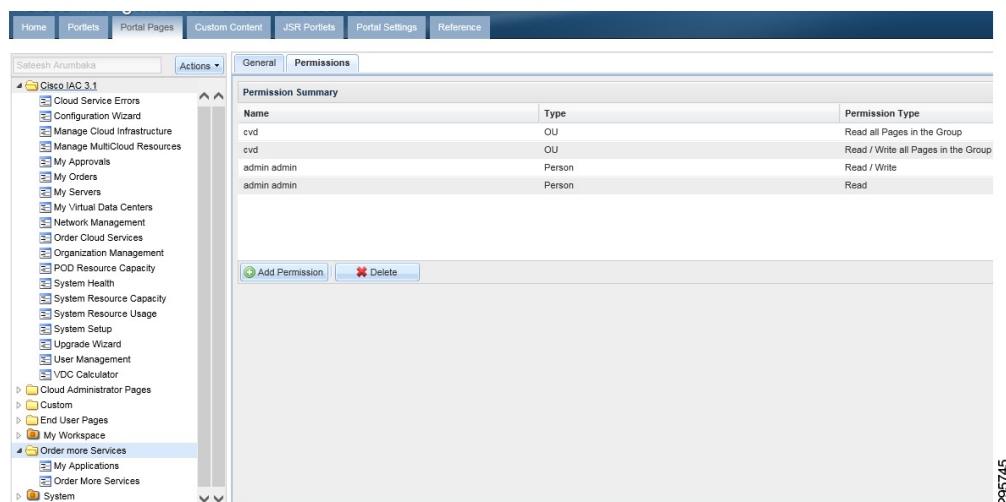 Home Portlets Portal Pages Custom Content JSR Portlets Portal Settings Reference
Sateesh Arumbaka Actions
Cisco IAC 3.1
Cloud Service Errors
Configuration Wizard
Manage Cloud Infrastructure
Manage MultiCloud Resources
My Approvals
My Orders
My Servers
My Virtual Data Centers
Network Management
Order Cloud Services
Organization Management
POD Resource Capacity
System Health
System Resource Capacity
System Resource Usage
System Setup
Upgrade Wizard
User Management
VDC Calculator
Cloud Administrator Pages
Custom
End User Pages
My Workspace
Order more Services
My Applications
Order More Services
System
General Permissions
Permission Summary
Name Type Permission Type
cvd OU Read all Pages in the Group
cvd OU Read / Write all Pages in the Group
admin admin Person Read / Write
admin admin Person Read
Add Permission Delete
295745